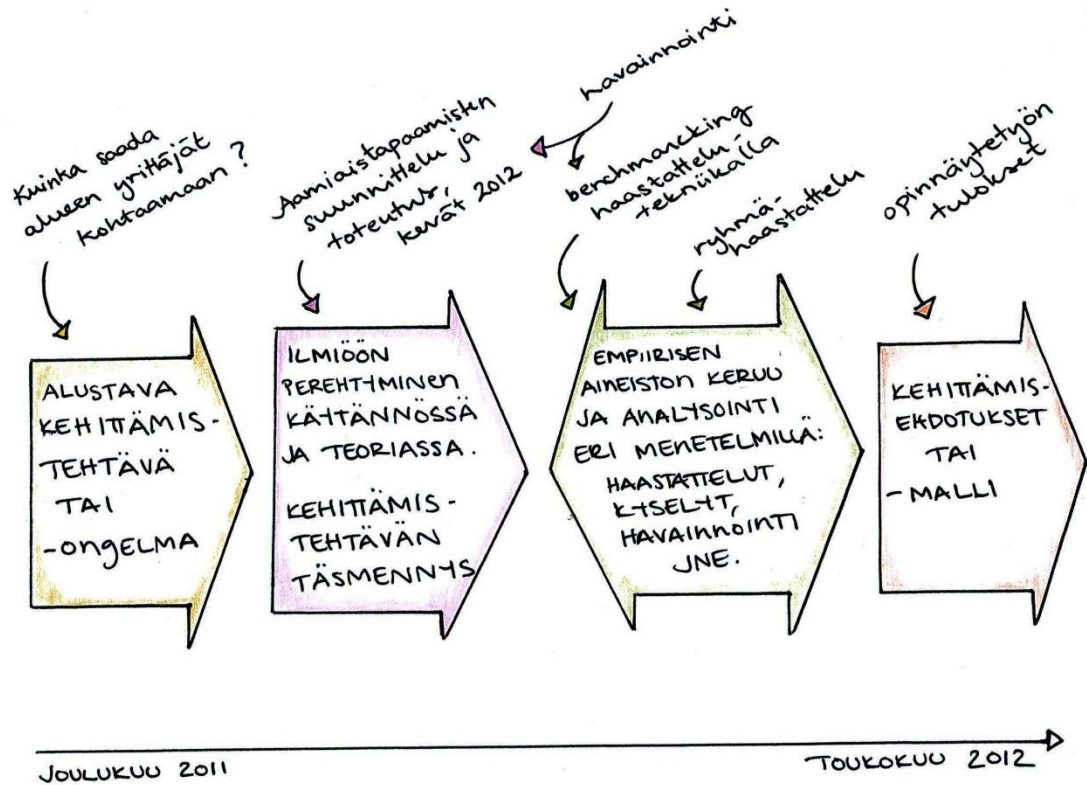 Kuinka saada
alueen yrittäjät
kohtaamaan?
Aamiaistapaamisten
suunnittelu ja
toteutus,
kevät 2012
havainnointi
benchmancking
haastattelu-
tekniikalla
ryhmä-
haastattelu
opinnäytetyön
tulokset
ALUSTAVA
KEHITTÄMIS-
TEHTÄVÄ
TAI
-ONGELMA
ILMIÖÖN
PEREHTYMINEN
KÄYTÄNNÖSSÄ
JA TEORIASSA.
KEHITTÄMIS-
TEHTÄVÄN
TÄSMENNYS
EMPIIRISEN
AINEISTON KERUU
JA ANALYSOINTI
ERI MENETELMILLÄ:
HAASTATTELUT,
KYSELYT,
HAVAINNOINTI
JNE.
KEHITTÄMIS-
EHDOTUKSET
TAI
-MALLI
JOULUKUU 2011
TOUKOKUU 2012